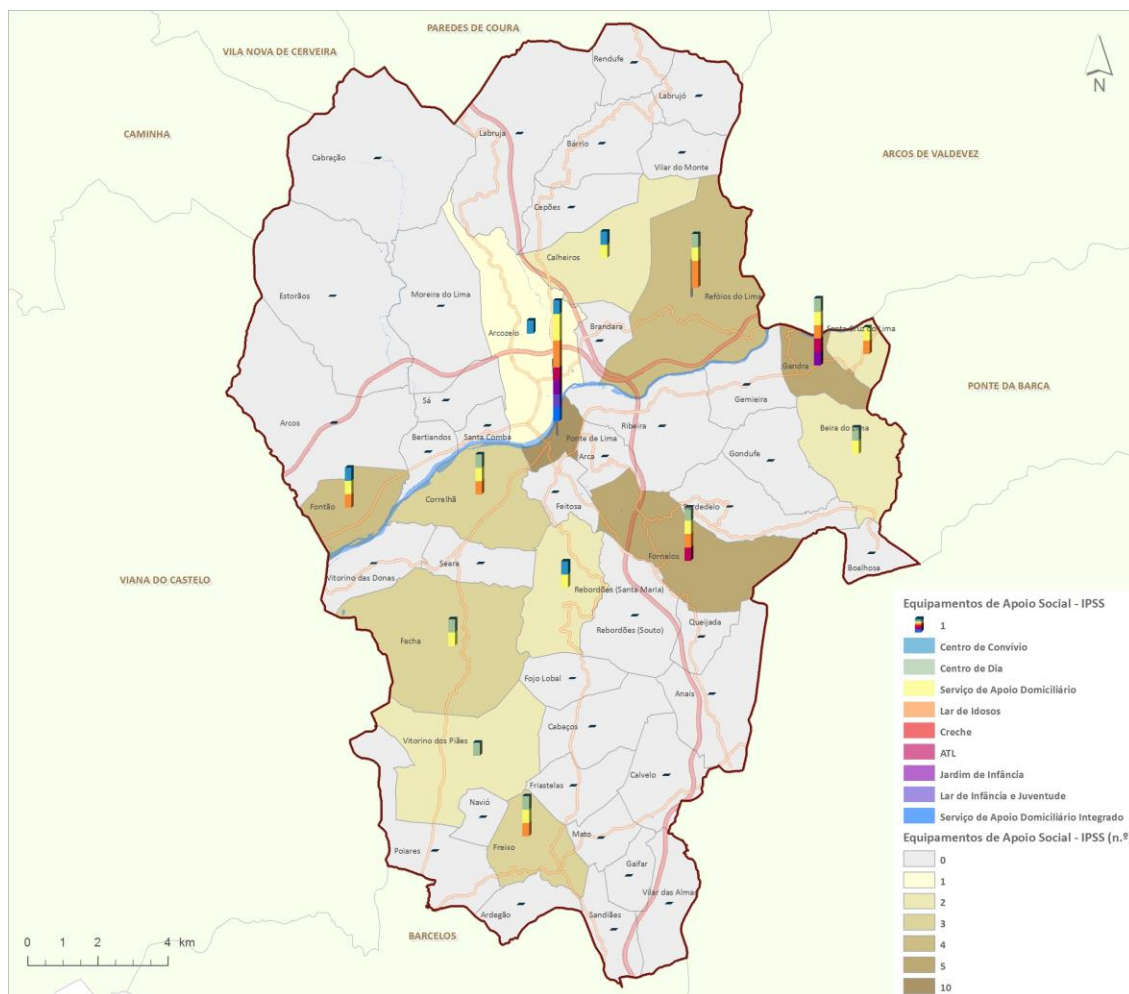 PAREDES DE COURA
VILA NOVA DE CERVEIRA
CAMINHA
ARCOS DE VALDEVEZ
PONTE DA BARCA
VIANA DO CASTELO
BARCELOS
N
Rendufe
Labrujó
Labruja
Bárrio
Cabração
Vilar do Monte
Cepões
Calheiros
Refóios do Lima
Estorãos
Moreira do Lima
Arcozelo
Brandara
Santa Cruz do Lima
Gandra
Gemieira
Sá
Arcos
Bertiandos
Santa Comba
Ponte de Lima
Ribeira
Beira do Lima
Arca
Gondufe
Correlhã
Fontão
Feitosa
Serdedelo
Fornelos
Boalhosa
Vitorino das Donas
Seara
Rebordões (Santa Maria)
Rebordões (Souto)
Queijada
Facha
Fojo Lobal
Anais
Cabaços
Vitorino dos Piães
Calvelo
Friastelas
Navió
Mato
Freixo
Poiares
Gaifar
Vilar das Almas
Ardegão
Sandiães
0 1 2 4 km
Equipamentos de Apoio Social - IPSS
1
Centro de Convívio
Centro de Dia
Serviço de Apoio Domiciliário
Lar de Idosos
Creche
ATL
Jardim de Infância
Lar de Infância e Juventude
Serviço de Apoio Domiciliário Integrado
Equipamentos de Apoio Social - IPSS (n.º)
0
1
2
3
4
5
10